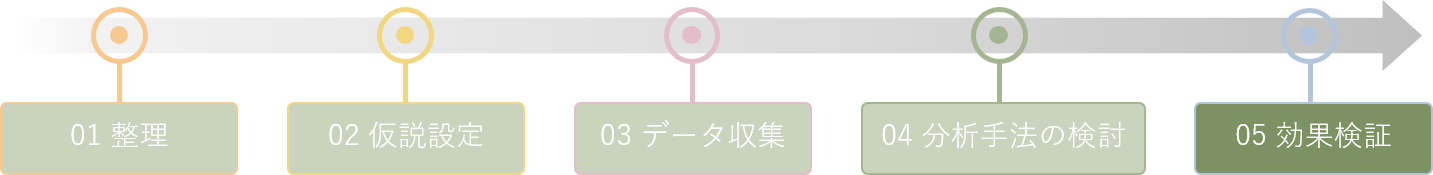 01 整理
02 仮説設定
03 データ収集
04 分析手法の検討
05 効果検証